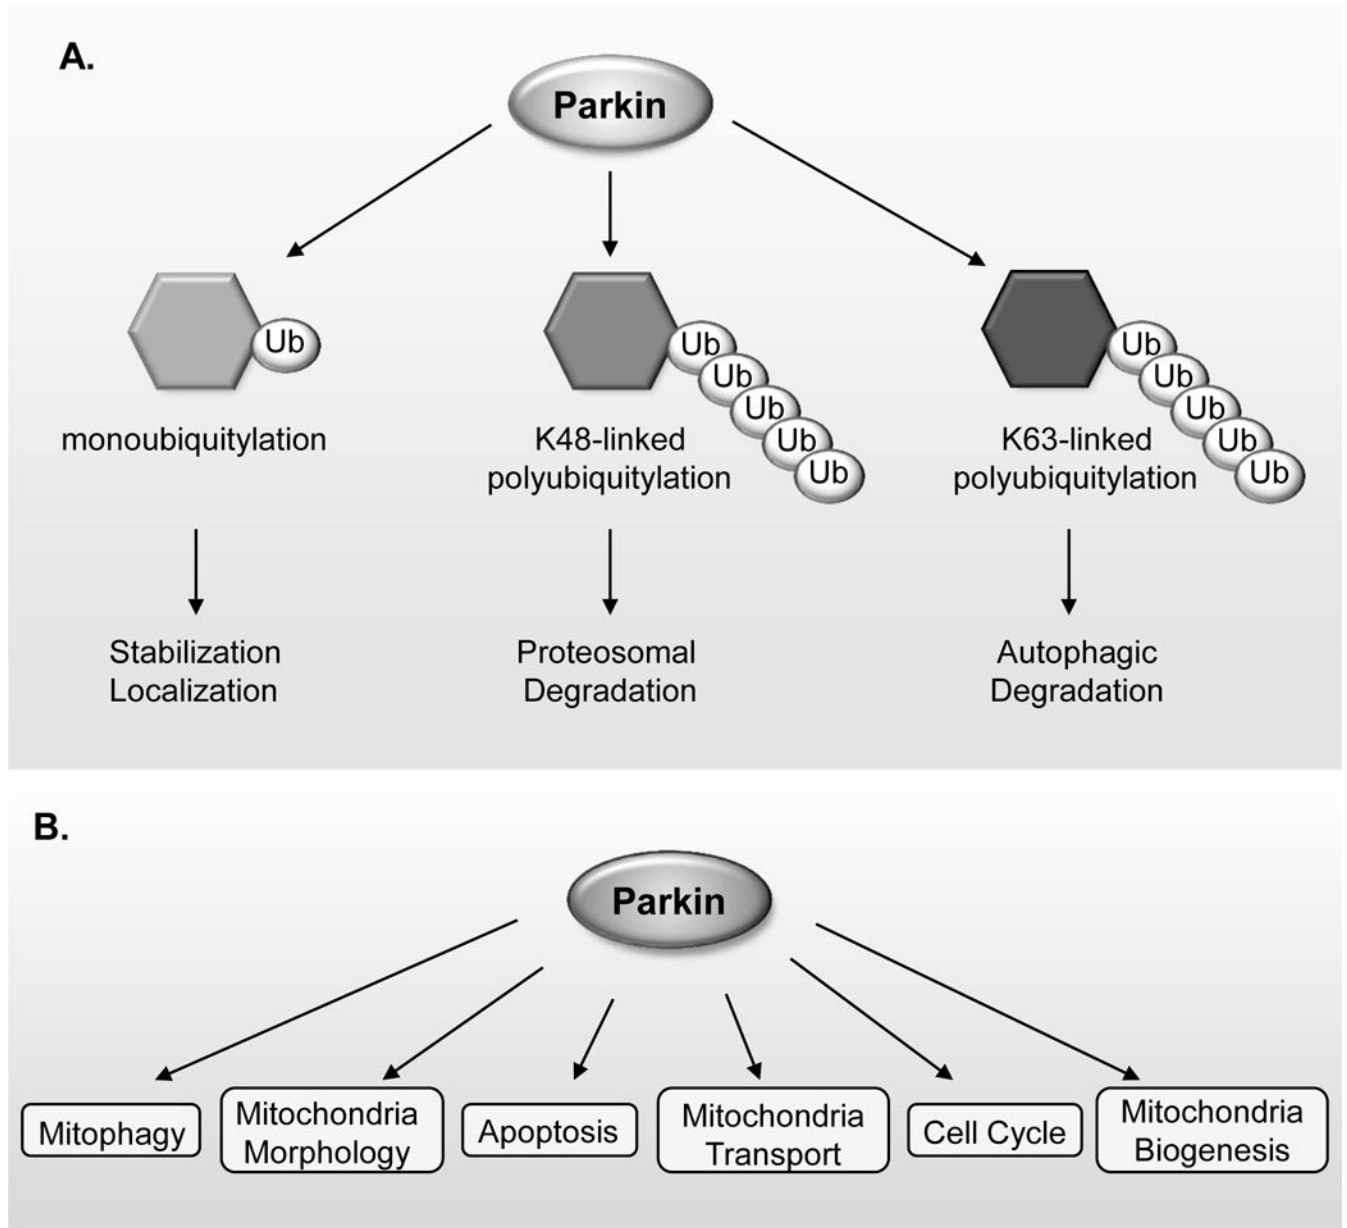 A.
Parkin
Ub
monoubiquitylation
Stabilization
Localization
Ub
Ub
Ub
Ub
Ub
K48-linked
polyubiquitylation
Proteosomal
Degradation
Ub
Ub
Ub
Ub
Ub
K63-linked
polyubiquitylation
Autophagic
Degradation
B.
Parkin
Mitophagy
Mitochondria
Morphology
Apoptosis
Mitochondria
Transport
Cell Cycle
Mitochondria
Biogenesis